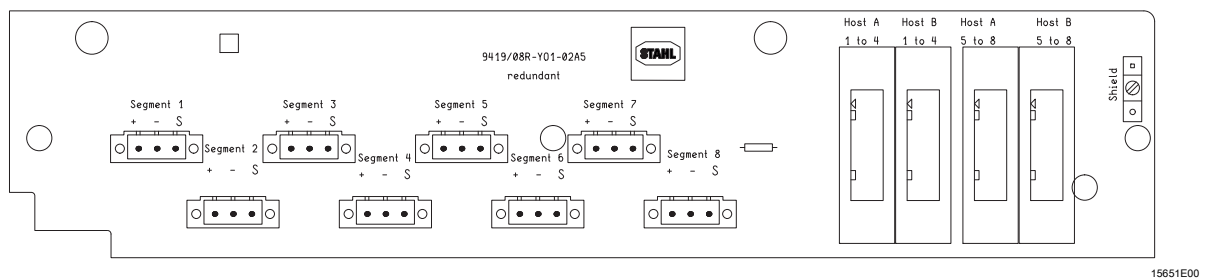 Host A Host B Host A Host B
1 to 4 1 to 4 5 to 8 5 to 8
STAHL
9419/08R-Y01-02A5
redundant
Shield
Segment 1 Segment 3 Segment 5 Segment 7
+ - S + - S + - S + - S
Segment 2 Segment 4 Segment 6 Segment 8
+ - S + - S + - S + - S
15651E00